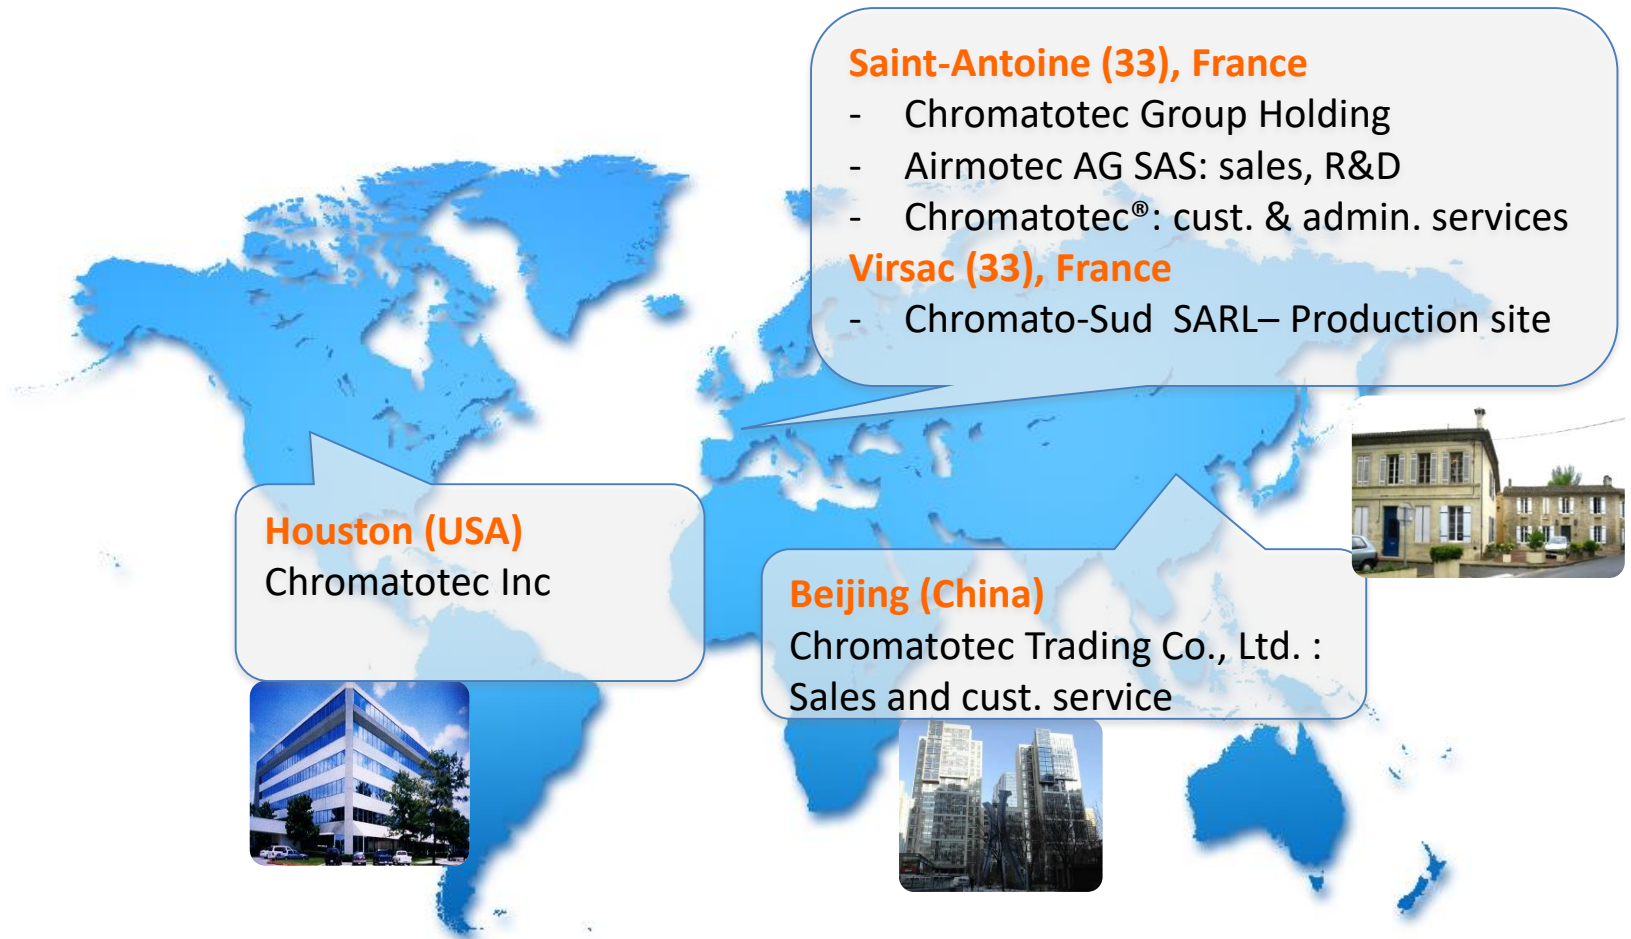 Saint-Antoine (33), France
- Chromatotec Group Holding
- Airmotec AG SAS: sales, R&D
- Chromatotec®: cust. & admin. services
Virsac (33), France
- Chromato-Sud SARL– Production site
Houston (USA)
Chromatotec Inc
Beijing (China)
Chromatotec Trading Co., Ltd. :
Sales and cust. service